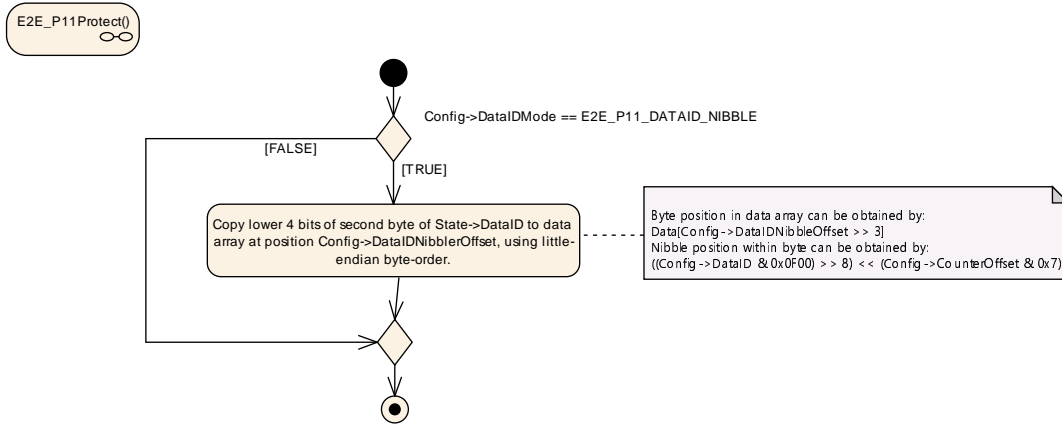 E2E_P11Protect()
Config->DataIDMode == E2E_P11_DATAID_NIBBLE
[FALSE]
[TRUE]
Copy lower 4 bits of second byte of State->DataID to data
array at position Config->DataIDNibblerOffset, using little-
endian byte-order.
Byte position in data array can be obtained by:
Data[Config->DataIDNibbleOffset >> 3]
Nibble position within byte can be obtained by:
((Config->DataID & 0x0F00) >> 8) << (Config->CounterOffset & 0x7)